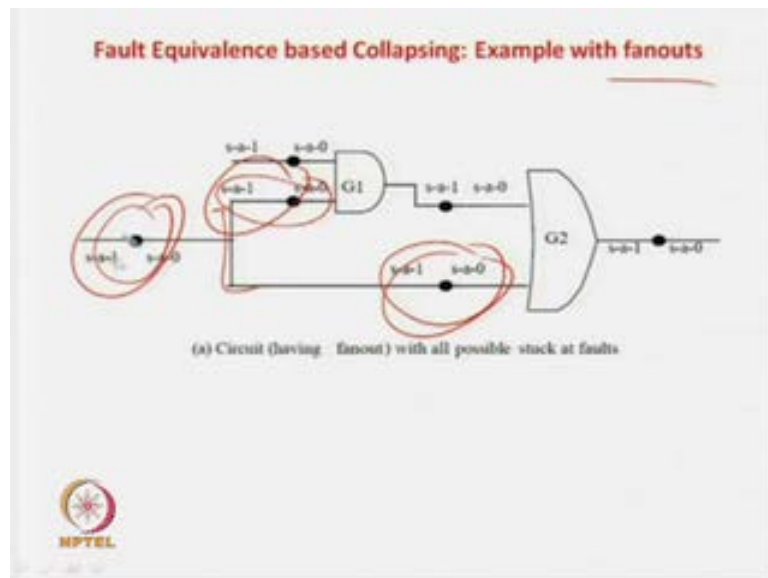 Fault Equivalence based Collapsing: Example with fanouts
s-a-1 s-a-0
s-a-1 s-a-0 G1 s-a-1 s-a-0
G2
s-a-1 s-a-0 s-a-1 s-a-0
s-a-1 s-a-0
(a) Circuit (having fanout) with all possible stuck at faults
NPTEL